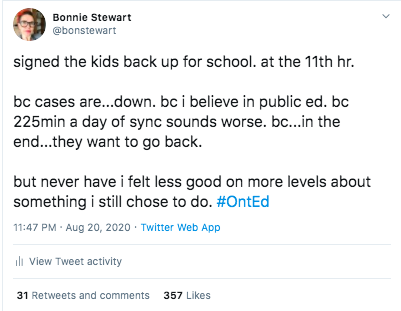 Bonnie Stewart
@bonstewart
signed the kids back up for school. at the 11th hr.
bc cases are...down. bc i believe in public ed. bc
225min a day of sync sounds worse. bc...in the
end...they want to go back.
but never have i felt less good on more levels about
something i still chose to do. #OntEd
11:47 PM · Aug 20, 2020 · Twitter Web App
View Tweet activity
31 Retweets and comments 357 Likes